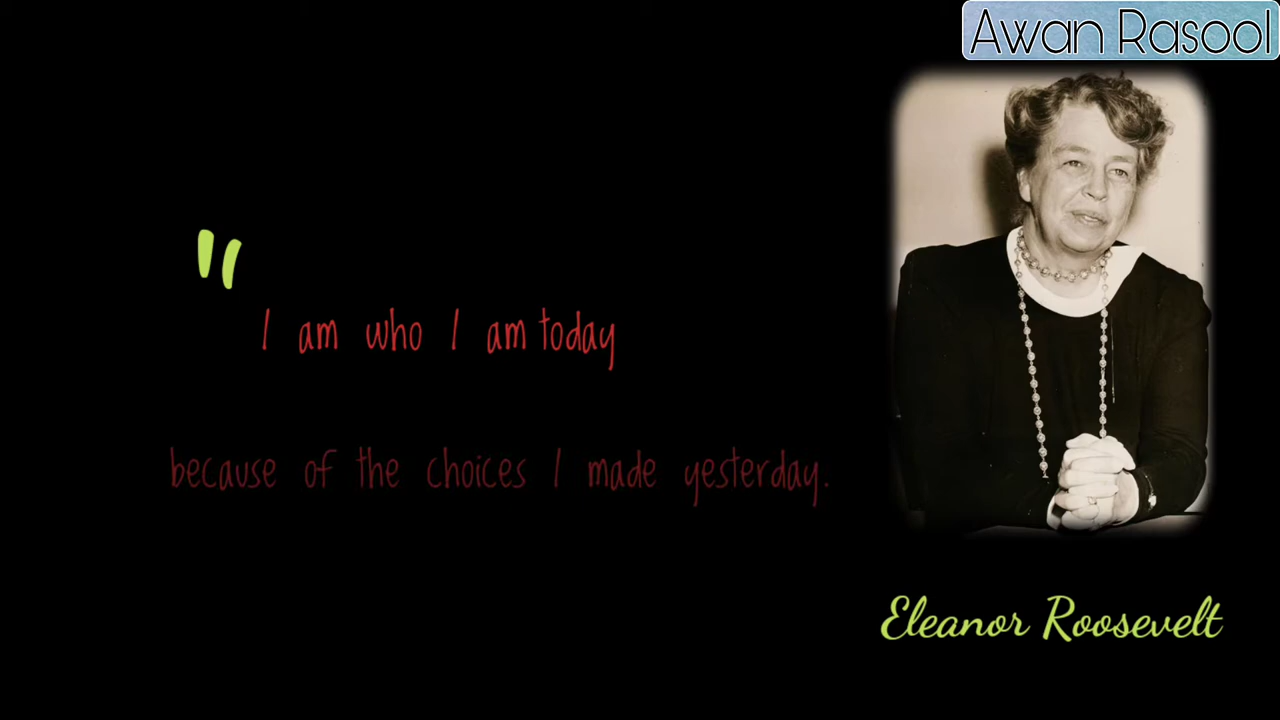 Awan Rasool
"
I am who I am today
because of the choices I made yesterday.
Eleanor Roosevelt